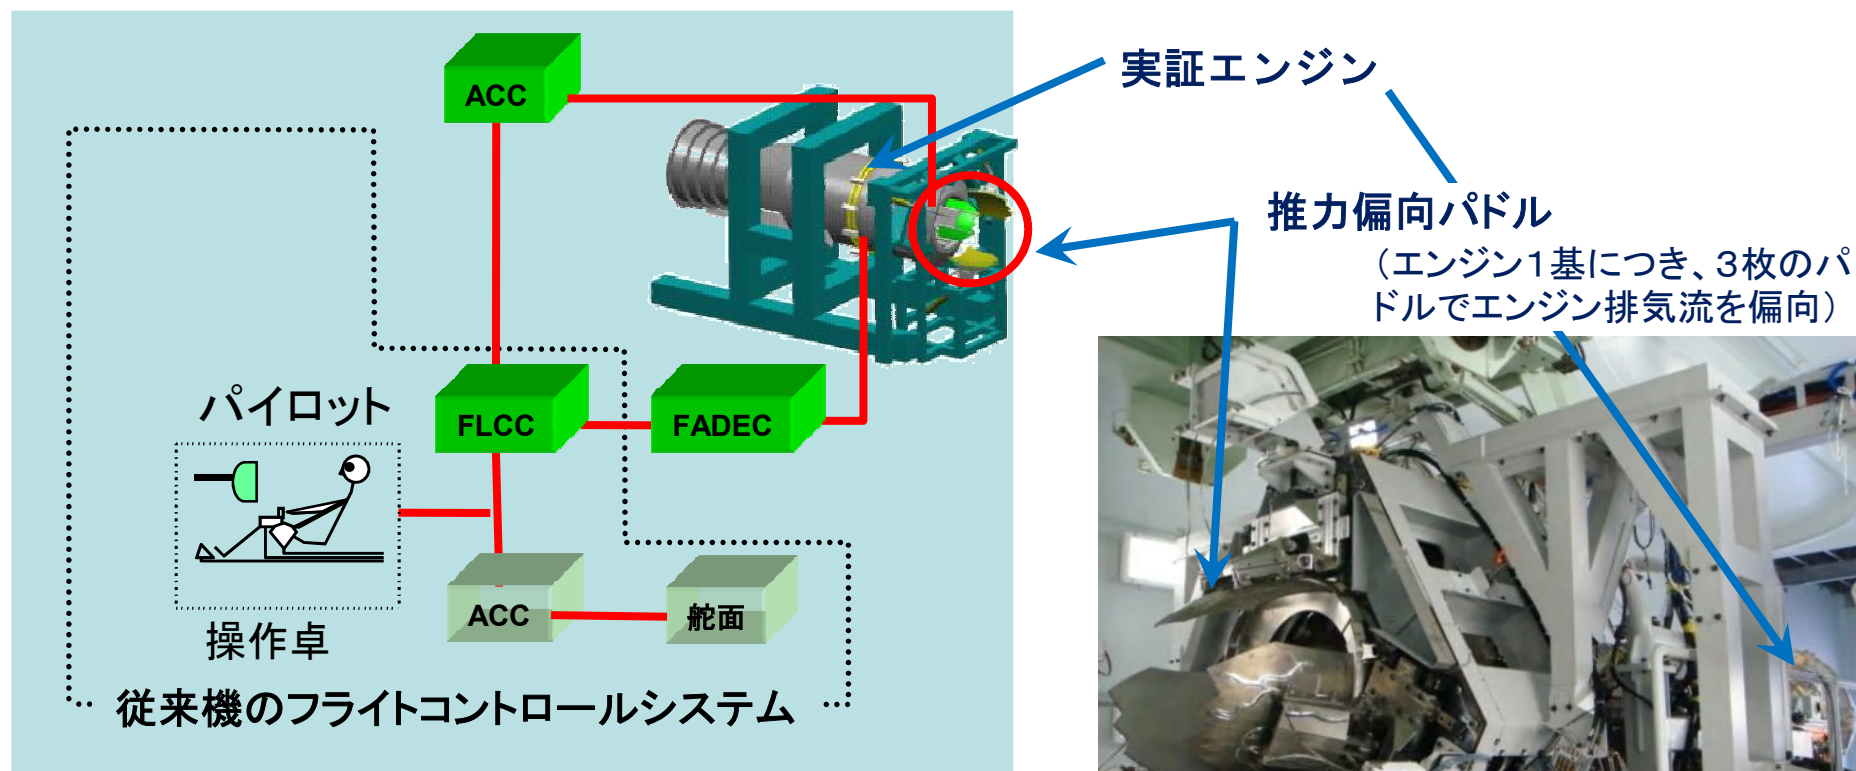 ACC
実証エンジン
推力偏向パドル
（エンジン１基につき、３枚のパ
ドルでエンジン排気流を偏向）
パイロット
FLCC
FADEC
ACC
舵面
操作卓
従来機のフライトコントロールシステム